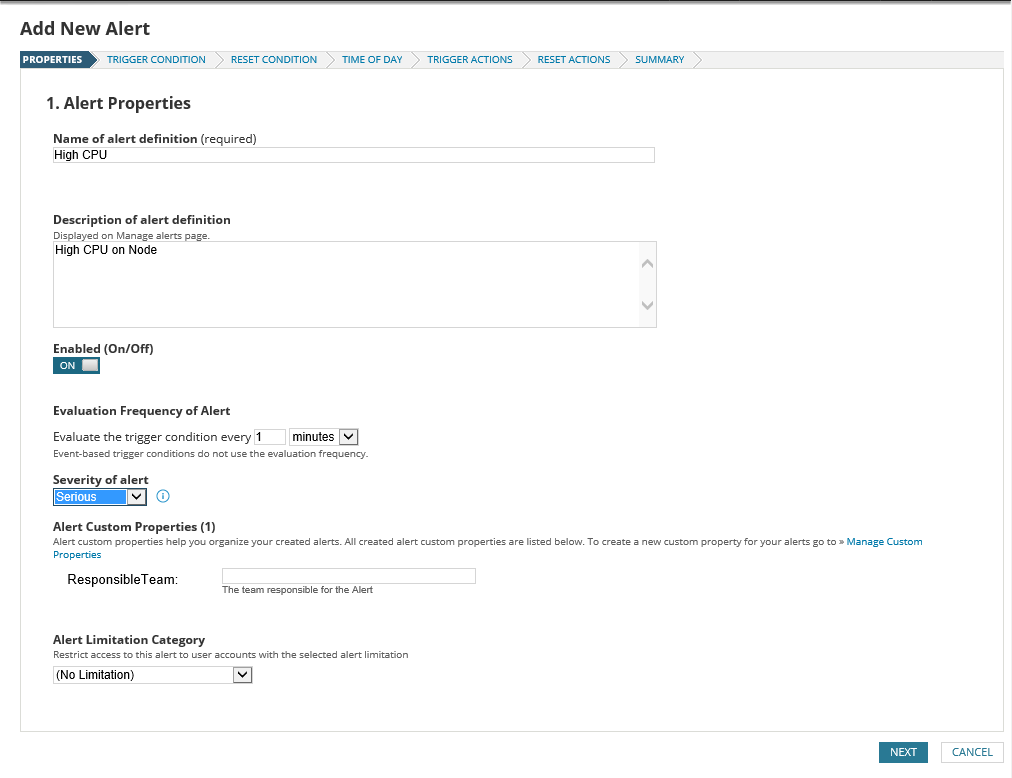 Add New Alert
PROPERTIES TRIGGER CONDITION RESET CONDITION TIME OF DAY TRIGGER ACTIONS RESET ACTIONS SUMMARY
1. Alert Properties
Name of alert definition (required)
High CPU
Description of alert definition
Displayed on Manage alerts page.
High CPU on Node
Enabled (On/Off)
ON
Evaluation Frequency of Alert
Evaluate the trigger condition every 1 minutes
Event-based trigger conditions do not use the evaluation frequency.
Severity of alert
Serious
Alert Custom Properties (1)
Alert custom properties help you organize your created alerts. All created alert custom properties are listed below. To create a new custom property for your alerts go to » Manage Custom
Properties
ResponsibleTeam:
The team responsible for the Alert
Alert Limitation Category
Restrict access to this alert to user accounts with the selected alert limitation
(No Limitation)
NEXT CANCEL